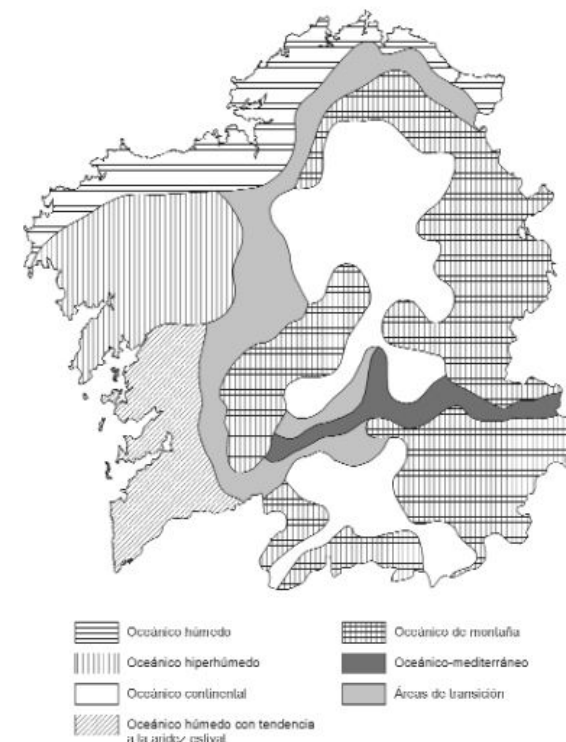 Oceánico húmedo
Oceánico hiperhúmedo
Oceánico continental
Oceánico húmedo con tendencia
a la aridez estival
Oceánico de montaña
Oceánico-mediterráneo
Áreas de transición